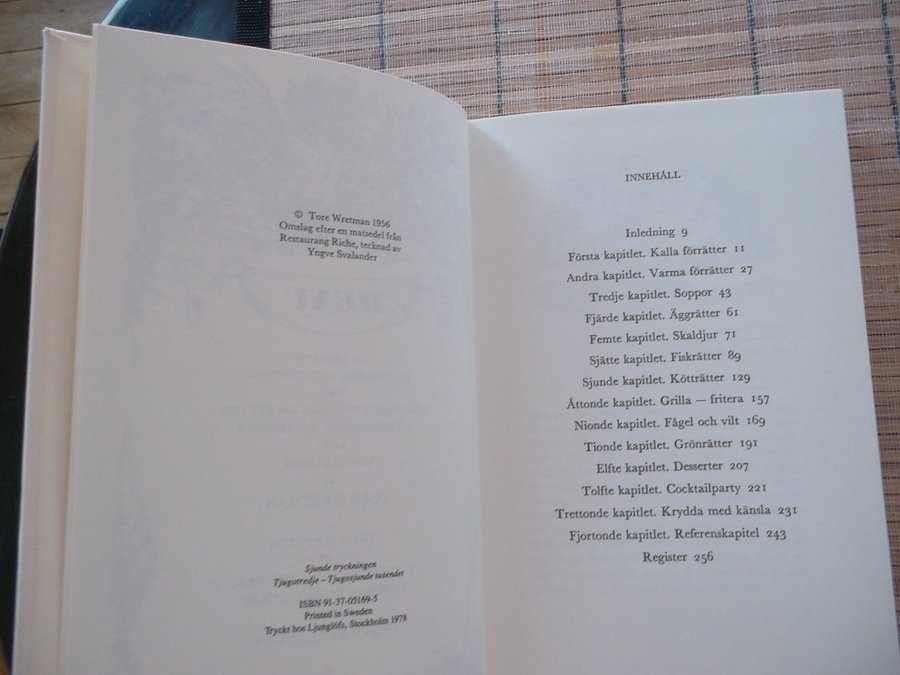 © Tore Wretman 1956
Omslag efter en matsedel från
Restaurang Riche, tecknad av
Yngve Svalander
Sjunde tryckningen
Tjugotredje – Tjugosjunde tusendet
ISBN 91-37-05169-5
Printed in Sweden
Tryckt hos Ljunglöfs, Stockholm 1978
INNEHÅLL
Inledning 9
Första kapitlet. Kalla förrätter 11
Andra kapitlet. Varma förrätter 27
Tredje kapitlet. Soppor 43
Fjärde kapitlet. Äggrätter 61
Femte kapitlet. Skaldjur 71
Sjätte kapitlet. Fiskrätter 89
Sjunde kapitlet. Kötträtter 129
Åttonde kapitlet. Grilla — fritera 157
Nionde kapitlet. Fågel och vilt 169
Tionde kapitlet. Grönrätter 191
Elfte kapitlet. Desserter 207
Tolfte kapitlet. Cocktailparty 221
Trettonde kapitlet. Krydda med känsla 231
Fjortonde kapitlet. Referenskapitel 243
Register 256